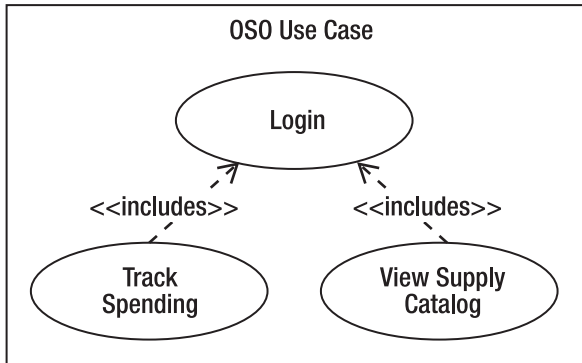 OSO Use Case
Login
<<includes>>
<<includes>>
Track
Spending
View Supply
Catalog